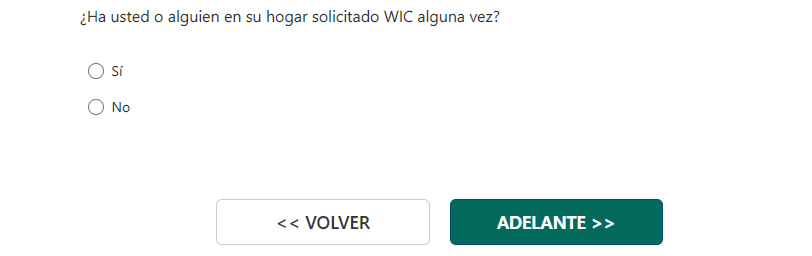 ¿Ha usted o alguien en su hogar solicitado WIC alguna vez?
Sí
No
<< VOLVER
ADELANTE >>